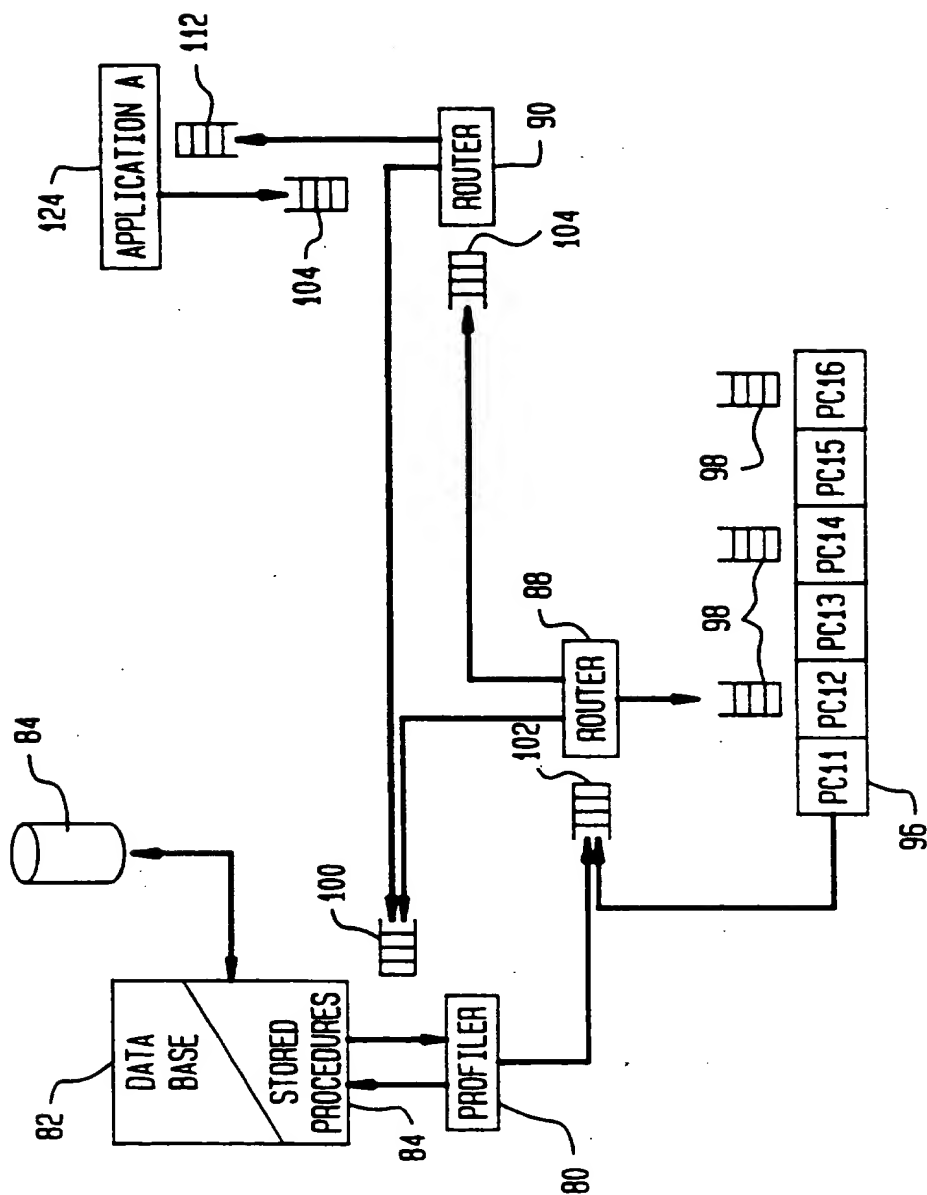 84
82
124
DATA
BASE
APPLICATION A
112
STORED
PROCEDURES
104
100
84
PROFILER
ROUTER
104
90
80
102
88
ROUTER
98
98
PC11 PC12 PC13 PC14 PC15 PC16
96